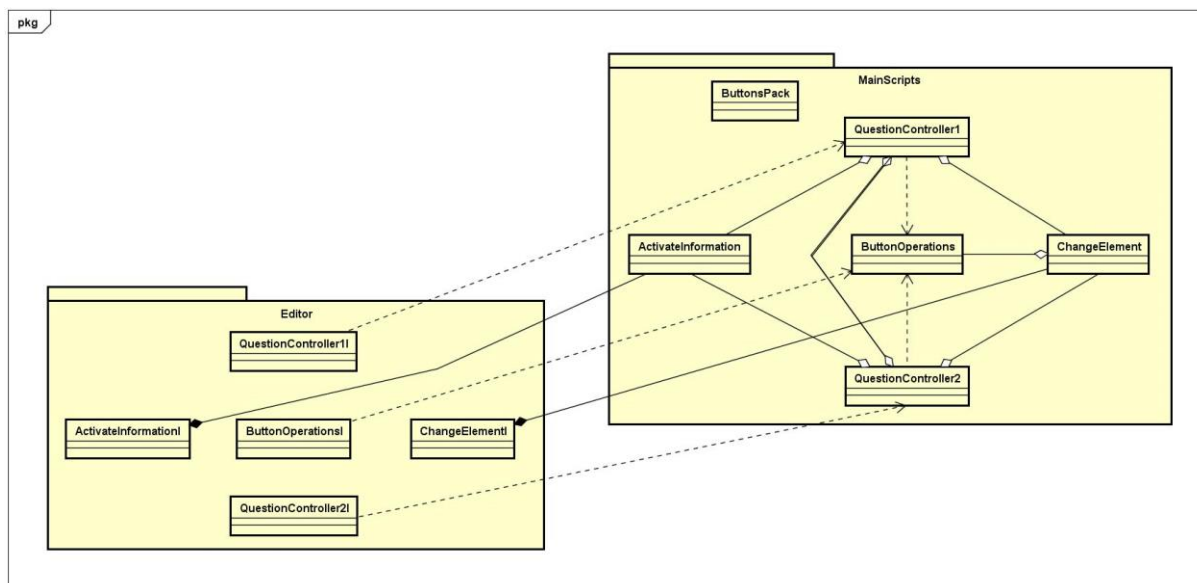 pkg
MainScripts
ButtonsPack
QuestionController1
ActivateInformation
ButtonOperations
ChangeElement
QuestionController2
Editor
QuestionController1I
ActivateInformationI
ButtonOperationsI
ChangeElementI
QuestionController2I